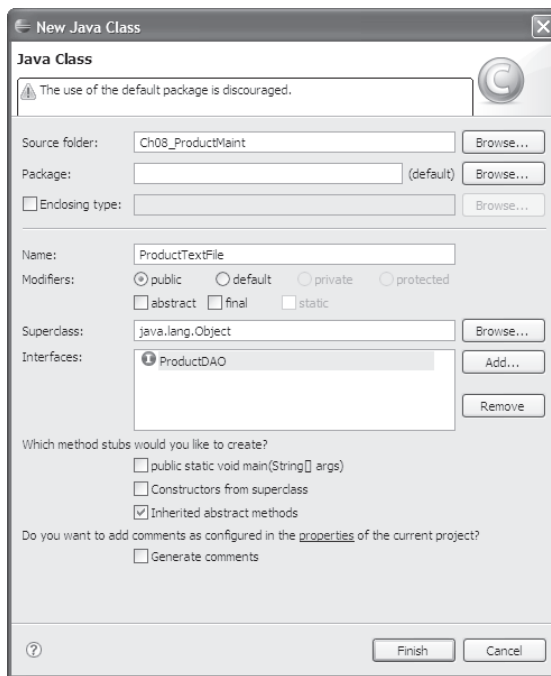 New Java Class
Java Class
The use of the default package is discouraged.
Source folder: Ch08_ProductMaint Browse...
Package: (default) Browse...
Enclosing type: Browse...
Name: ProductTextFile
Modifiers: public default private protected
abstract final static
Superclass: java.lang.Object Browse...
Interfaces: ProductDAO Add...
Remove
Which method stubs would you like to create?
public static void main(String[] args)
Constructors from superclass
Inherited abstract methods
Do you want to add comments as configured in the properties of the current project?
Generate comments
Finish Cancel